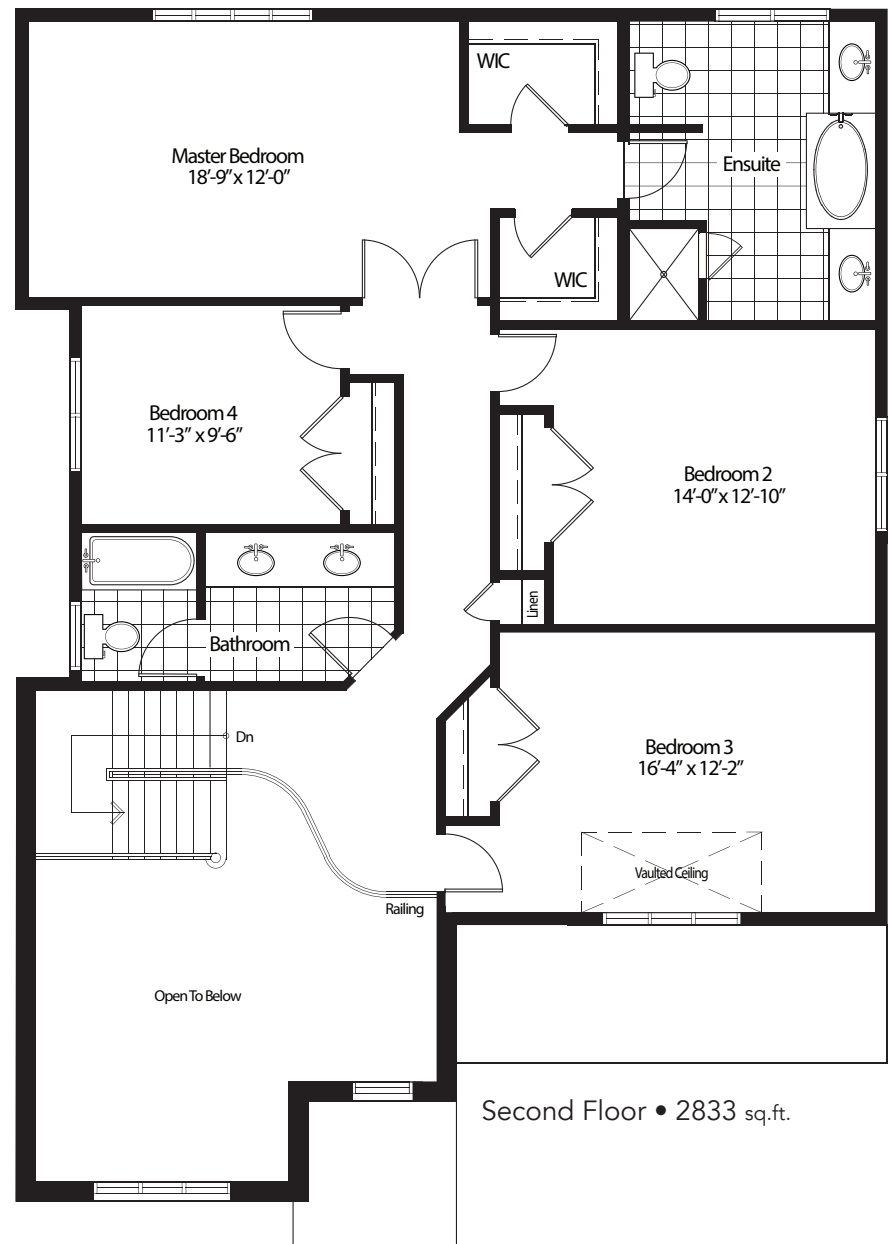 WIC
Master Bedroom
18'-9" x 12'-0"
Ensuite
WIC
Bedroom 4
11'-3" x 9'-6"
Bedroom 2
14'-0" x 12'-10"
Linen
Bathroom
Dn
Bedroom 3
16'-4" x 12'-2"
Vaulted Ceiling
Railing
Open To Below
Second Floor • 2833 sq.ft.